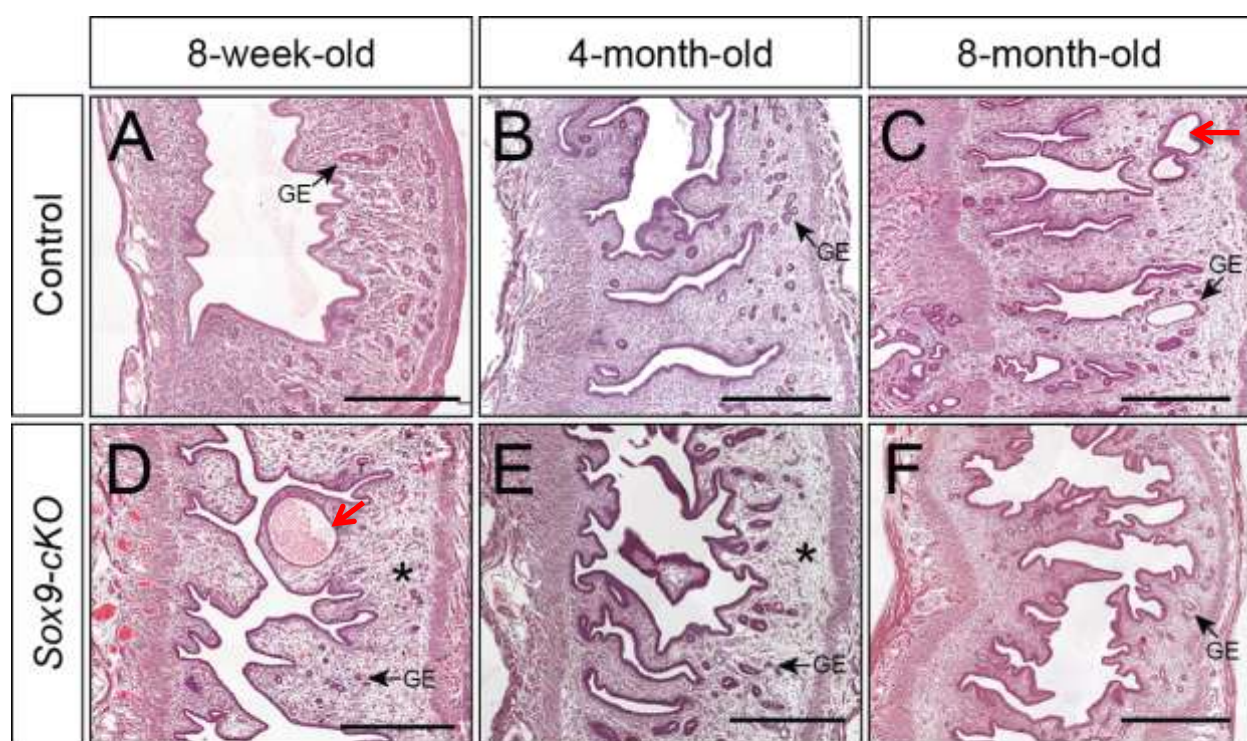 8-week-old
4-month-old
8-month-old
Control
A
GE
B
GE
C
GE
Sox9-cKO
D
*
GE
E
*
GE
F
GE